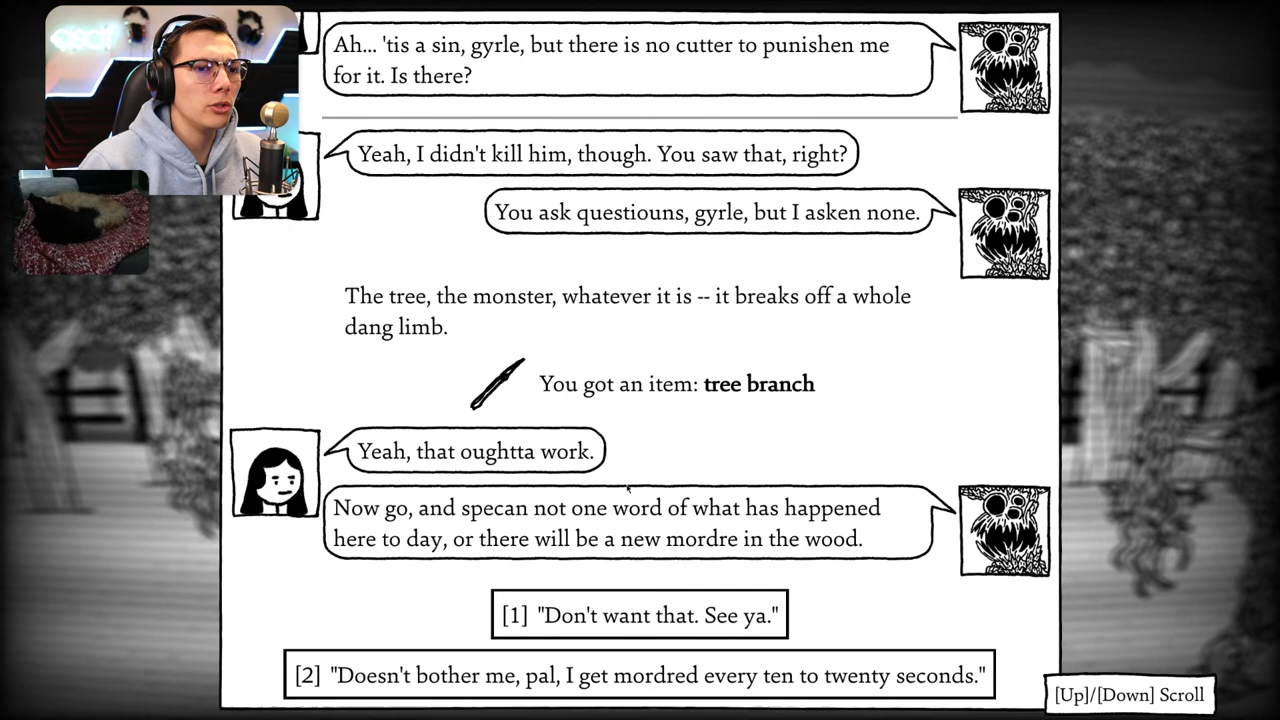 asdf
Ah... 'tis a sin, gyrle, but there is no cutter to punishen me
for it. Is there?
Yeah, I didn't kill him, though. You saw that, right?
You ask questiouns, gyrle, but I asken none.
The tree, the monster, whatever it is -- it breaks off a whole
dang limb.
You got an item: tree branch
Yeah, that oughtta work.
Now go, and specan not one word of what has happened
here to day, or there will be a new mordre in the wood.
[1] "Don't want that. See ya."
[2] "Doesn't bother me, pal, I get mordred every ten to twenty seconds."
[Up]/[Down] Scroll